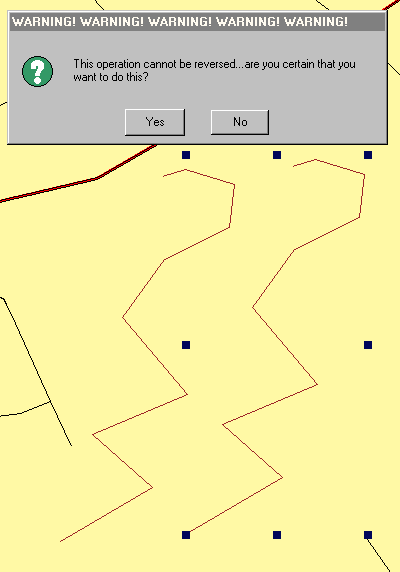 WARNING! WARNING! WARNING! WARNING! WARNING!
This operation cannot be reversed...are you certain that you
want to do this?
Yes
No